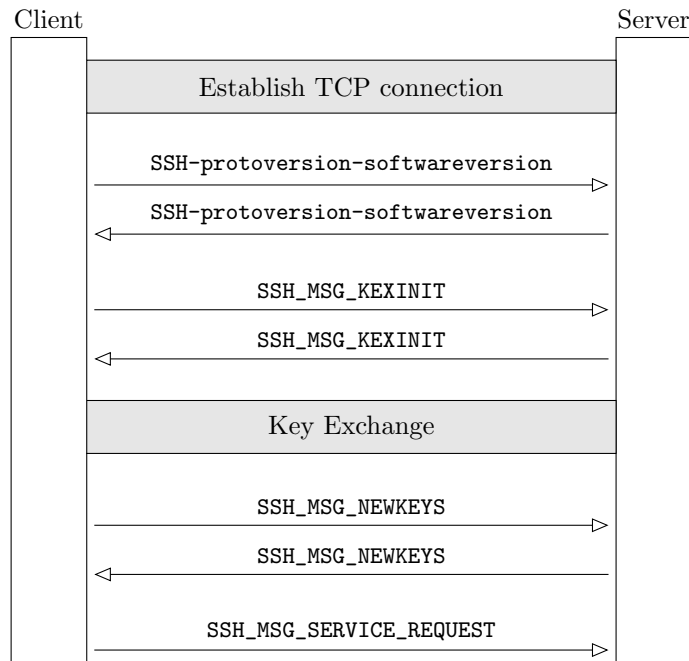 Client
Server
Establish TCP connection
SSH-protoversion-softwareversion
SSH-protoversion-softwareversion
SSH_MSG_KEXINIT
SSH_MSG_KEXINIT
Key Exchange
SSH_MSG_NEWKEYS
SSH_MSG_NEWKEYS
SSH_MSG_SERVICE_REQUEST